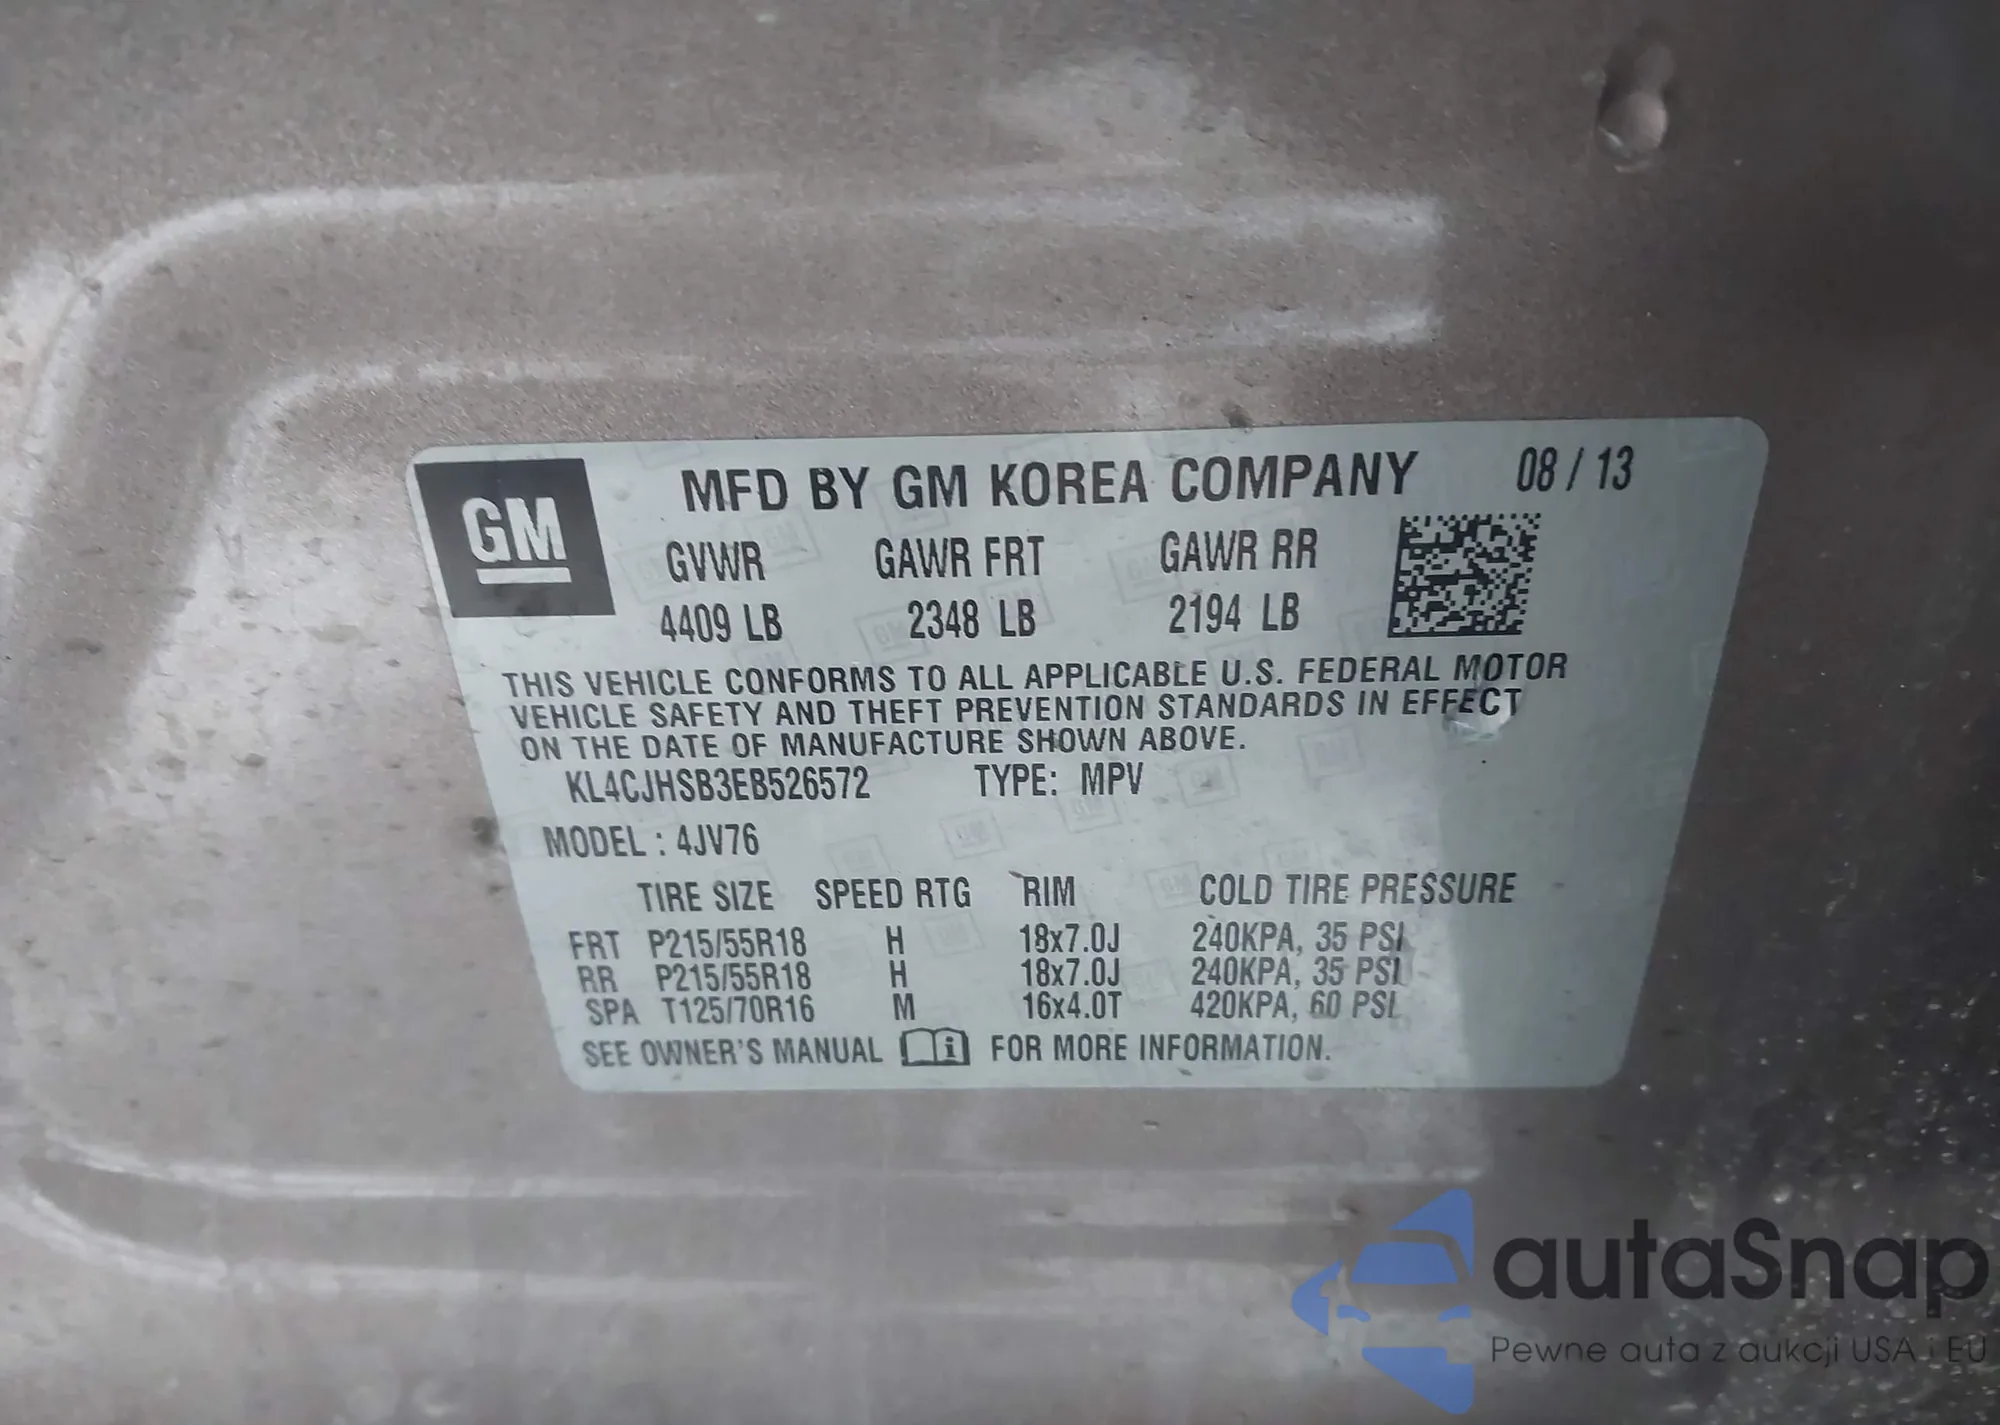 GM
MFD BY GM KOREA COMPANY 08 / 13
GVWR GAWR FRT GAWR RR
4409 LB 2348 LB 2194 LB
THIS VEHICLE CONFORMS TO ALL APPLICABLE U.S. FEDERAL MOTOR
VEHICLE SAFETY AND THEFT PREVENTION STANDARDS IN EFFECT
ON THE DATE OF MANUFACTURE SHOWN ABOVE.
KL4CJHSB3EB526572 TYPE: MPV
MODEL : 4JV76
TIRE SIZE SPEED RTG RIM COLD TIRE PRESSURE
FRT P215/55R18 H 18x7.0J 240KPA, 35 PSI
RR P215/55R18 H 18x7.0J 240KPA, 35 PSI
SPA T125/70R16 M 16x4.0T 420KPA, 60 PSI
SEE OWNER'S MANUAL i FOR MORE INFORMATION.
autaSnap
Pewne auta z aukcji USA i EU